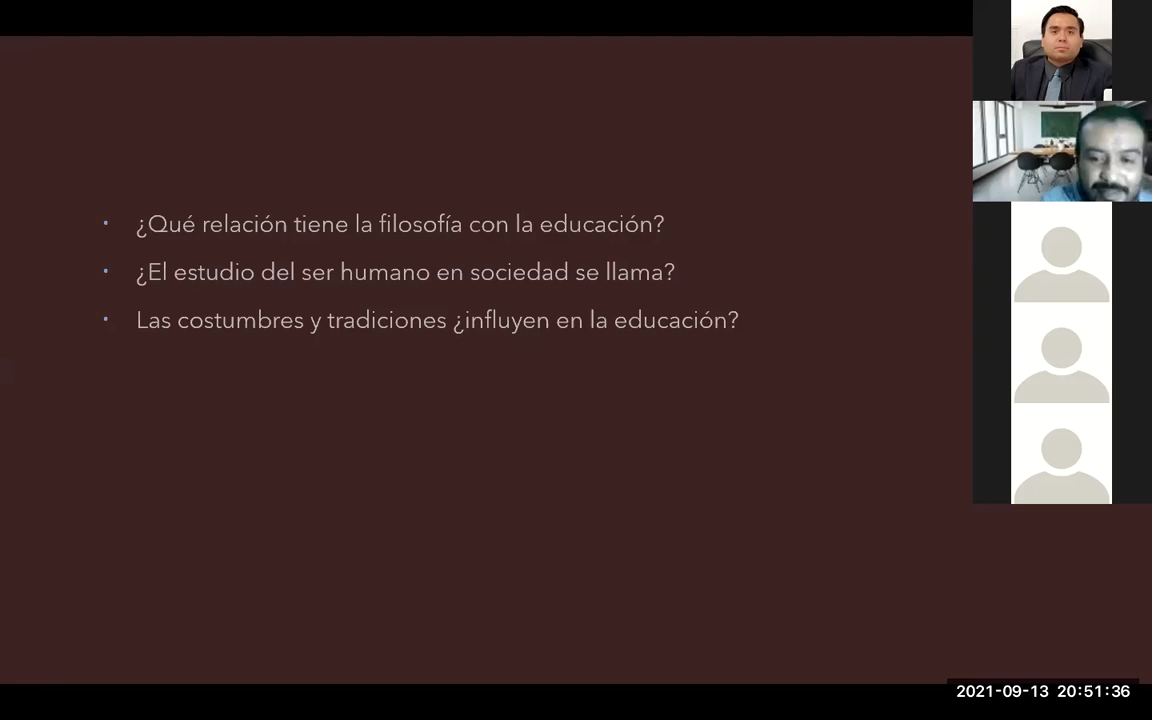 ¿Qué relación tiene la filosofía con la educación?
¿El estudio del ser humano en sociedad se llama?
Las costumbres y tradiciones ¿influyen en la educación?
2021-09-13 20:51:36